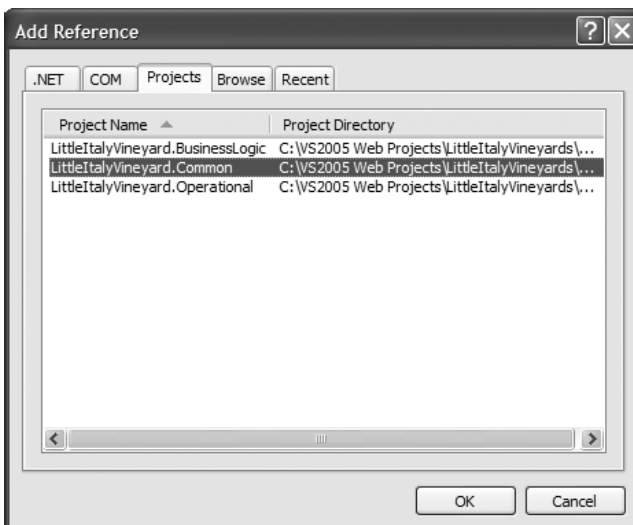 Add Reference
.NET COM Projects Browse Recent
Project Name Project Directory
LittleItalyVineyard.BusinessLogic C:\VS2005 Web Projects\LittleItalyVineyards\...
LittleItalyVineyard.Common C:\VS2005 Web Projects\LittleItalyVineyards\...
LittleItalyVineyard.Operational C:\VS2005 Web Projects\LittleItalyVineyards\...
OK Cancel